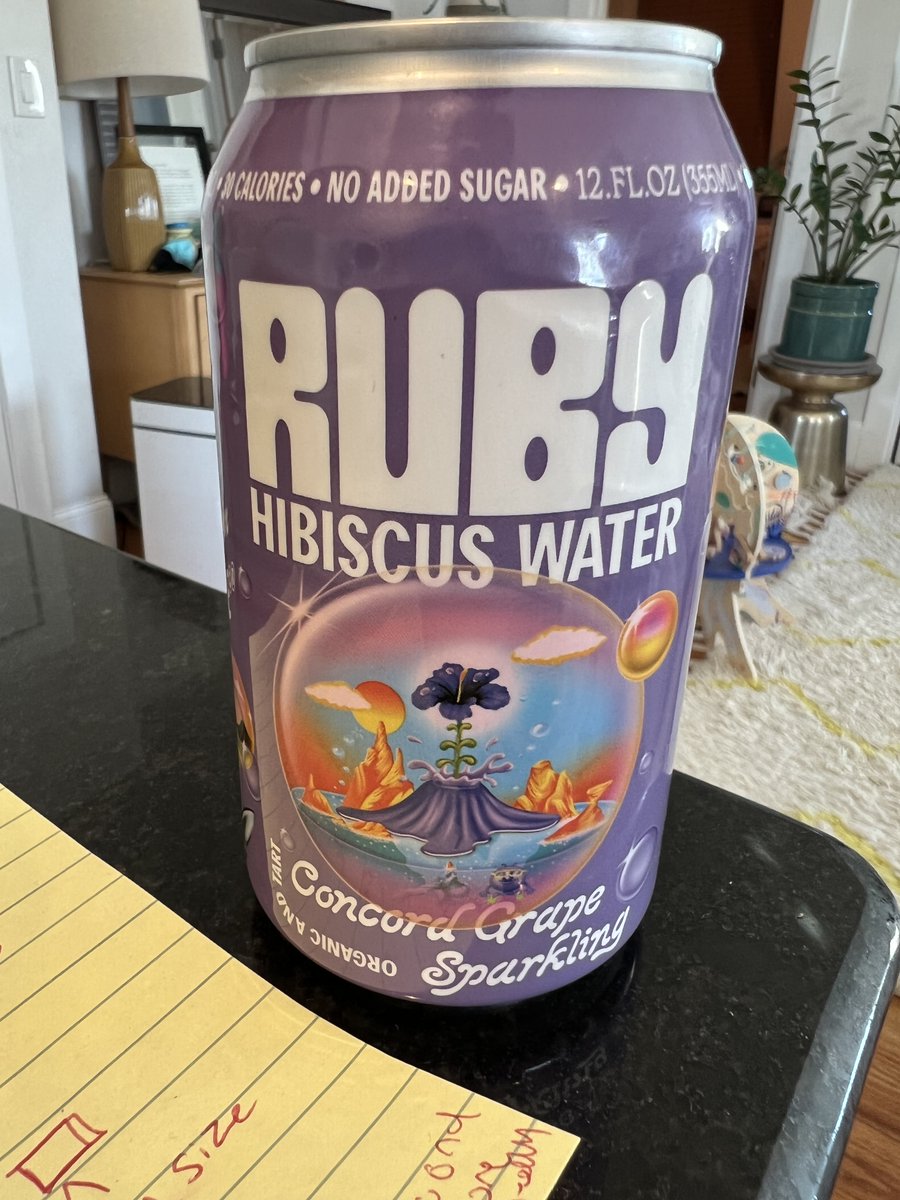 CALORIES • NO ADDED SUGAR • 12.FL.OZ (355ML)
RUBY
HIBISCUS WATER
Concord Grape
Sparkling
ORGANIC AND TART
size